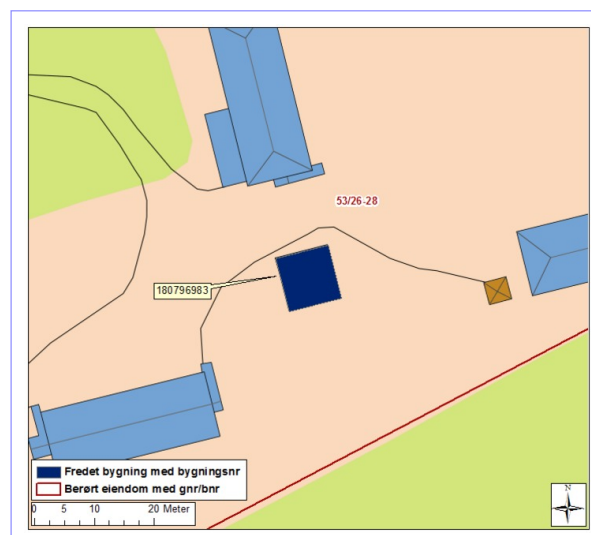 53/26-28
180796983
Fredet bygning med bygningsnr
Berørt eiendom med gnr/bnr
0 5 10 20 Meter
N